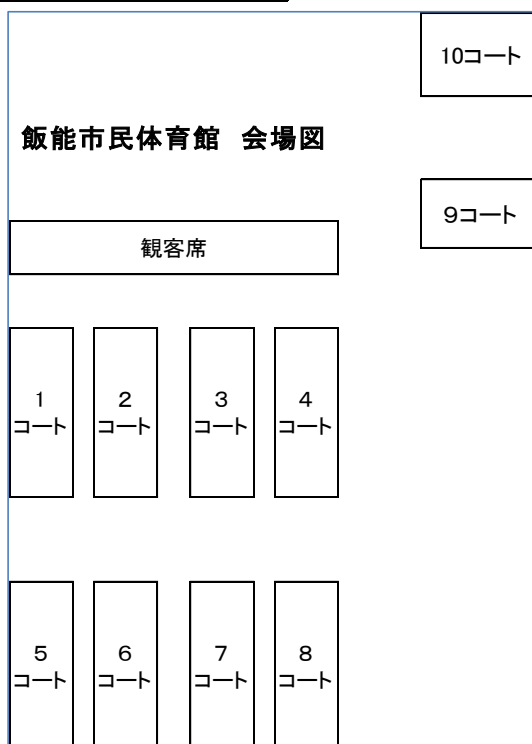 10コート
飯能市民体育館 会場図
9コート
観客席
1
コート
2
コート
3
コート
4
コート
5
コート
6
コート
7
コート
8
コート